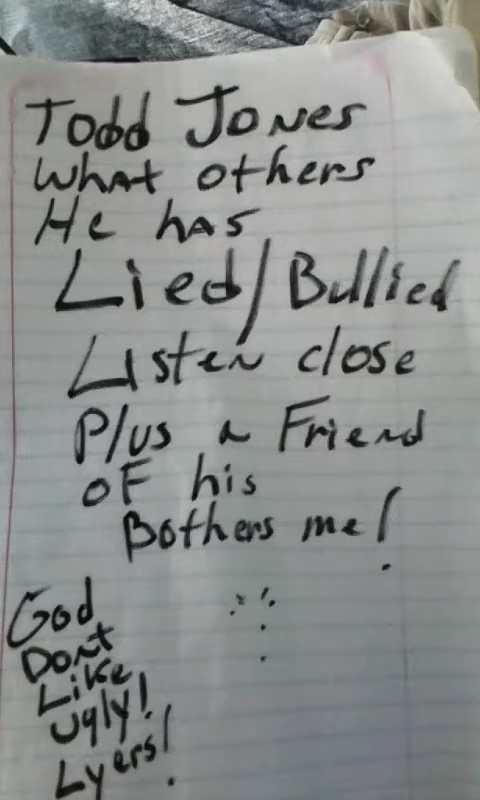 Todd Jones
What others
He has
Lied/Bullied
Listen close
Plus a Friend
OF his
Bothers me!
God
Dont
Like
Ugly!
Lyers!